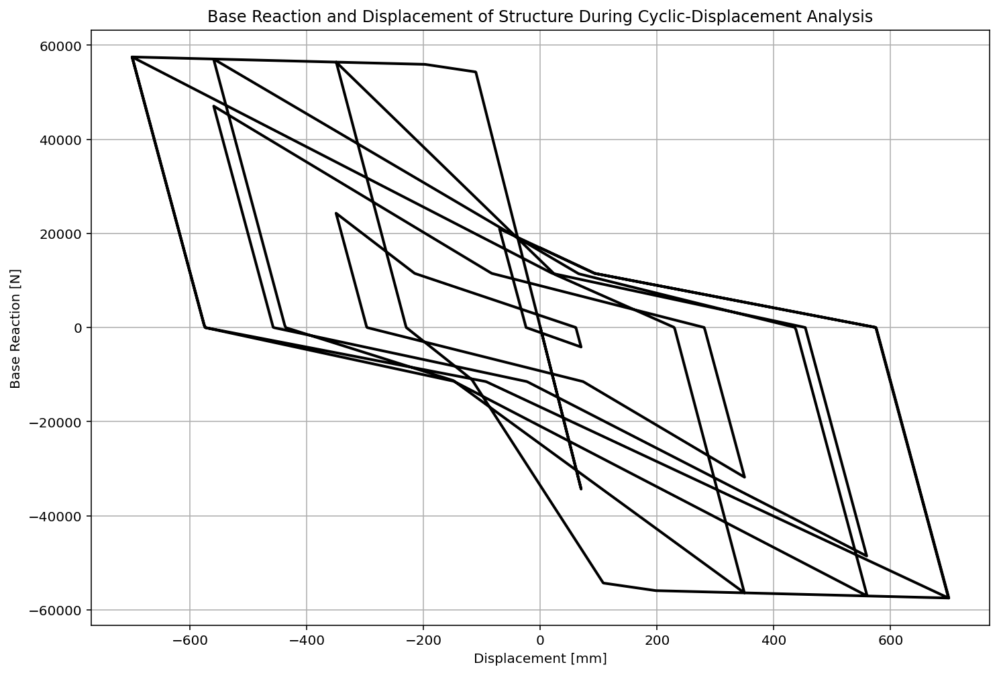 Base Reaction and Displacement of Structure During Cyclic-Displacement Analysis
60000
40000
20000
0
−20000
−40000
−60000
Base Reaction [N]
−600 −400 −200 0 200 400 600
Displacement [mm]